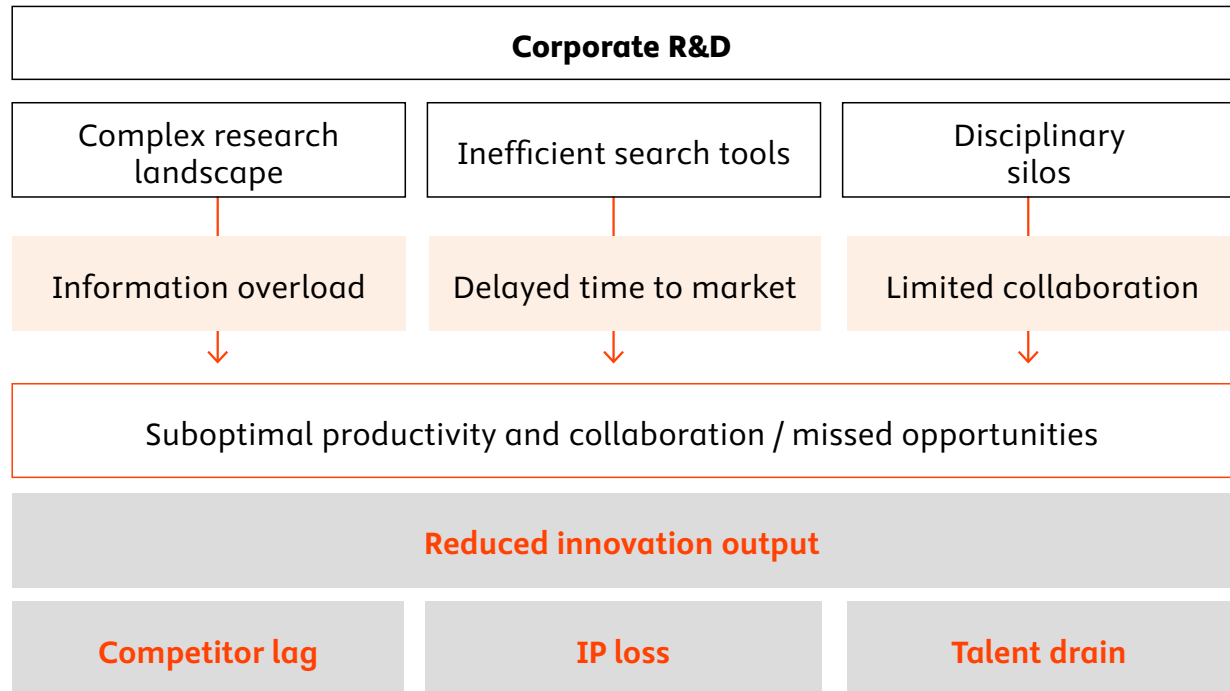 Corporate R&D
Complex research
landscape
Inefficient search tools
Disciplinary
silos
Information overload
Delayed time to market
Limited collaboration
Suboptimal productivity and collaboration / missed opportunities
Reduced innovation output
Competitor lag
IP loss
Talent drain